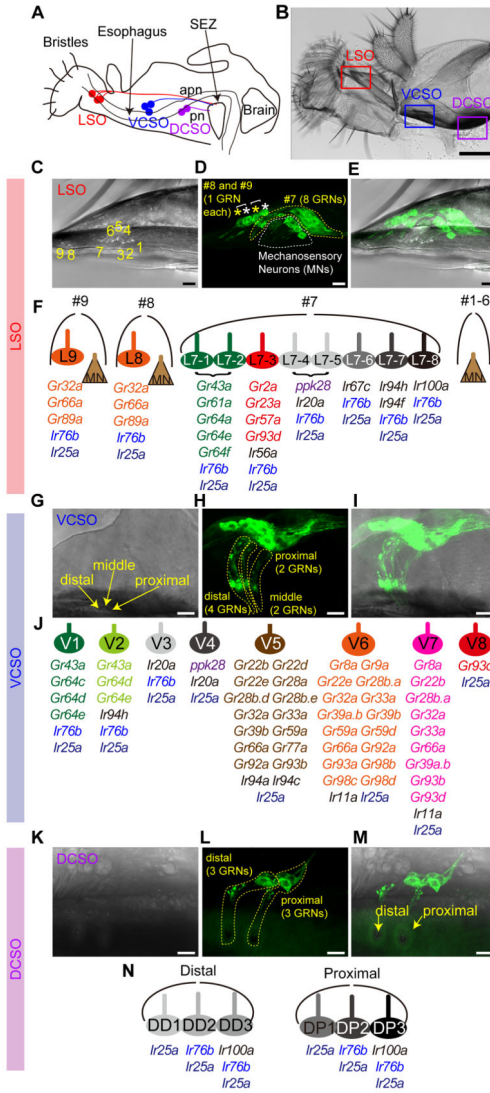 A
Esophagus
SEZ
Bristles
apn
LSO
VCSO
pn
DCSO
Brain
B
LSO
VCSO
DCSO
LSO
C
LSO
6 5 4
9 8 7 3 2 1
D
#8 and #9
(1 GRN
each)
#7 (8 GRNs)
Mechanosensory
Neurons (MNs)
E
F
#9 #8 #7 #1-6
L9 MN L8 MN L7-1 L7-2 L7-3 L7-4 L7-5 L7-6 L7-7 L7-8 MN
Gr32a Gr32a Gr43a Gr2a ppk28 Ir67c Ir94h Ir100a
Gr66a Gr66a Gr61a Gr23a Ir20a Ir76b Ir94f Ir76b
Gr89a Gr89a Gr64a Gr57a Ir76b Ir25a Ir76b Ir25a
Ir76b Ir76b Gr64e Gr93d Ir25a Ir25a
Ir25a Ir25a Gr64f Ir56a
Ir76b Ir76b
Ir25a Ir25a
VCSO
G
VCSO
middle
distal proximal
H
proximal
(2 GRNs)
distal middle
(4 GRNs) (2 GRNs)
I
J
V1 V2 V3 V4 V5 V6 V7 V8
Gr43a Gr43a Ir20a ppk28 Gr22b Gr22d Gr8a Gr9a Gr8a Gr93d
Gr64c Gr64d Ir76b Ir20a Gr22e Gr28a Gr22e Gr28b.a Gr22b Ir25a
Gr64d Gr64e Ir25a Ir25a Gr28b.d Gr28b.e Gr32a Gr33a Gr28b.a
Gr64e Ir94h Gr32a Gr33a Gr39a.b Gr39b Gr32a
Ir76b Ir76b Gr39b Gr59a Gr59a Gr59d Gr33a
Ir25a Ir25a Gr66a Gr77a Gr66a Gr92a Gr66a
Gr92a Gr93b Gr93a Gr98b Gr39a.b
Ir94a Ir94c Gr98c Gr98d Gr93b
Ir25a Ir11a Ir25a Gr93d
Ir11a
Ir25a
DCSO
K
L
distal
(3 GRNs)
proximal
(3 GRNs)
M
distal proximal
N
Distal Proximal
DD1 DD2 DD3 DP1 DP2 DP3
Ir25a Ir76b Ir100a Ir25a Ir76b Ir100a
Ir25a Ir76b Ir25a Ir76b
Ir25a Ir25a